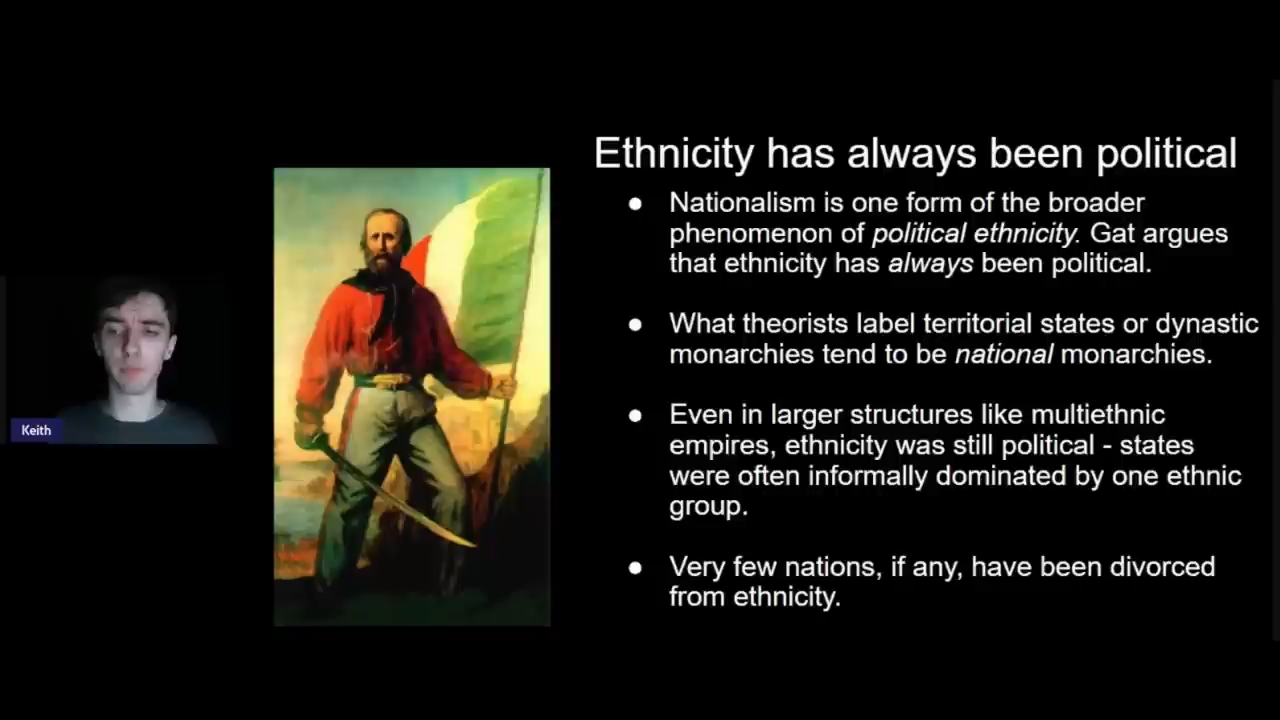 Ethnicity has always been political
● Nationalism is one form of the broader
phenomenon of political ethnicity. Gat argues
that ethnicity has always been political.
● What theorists label territorial states or dynastic
monarchies tend to be national monarchies.
● Even in larger structures like multiethnic
empires, ethnicity was still political - states
were often informally dominated by one ethnic
group.
● Very few nations, if any, have been divorced
from ethnicity.
Keith